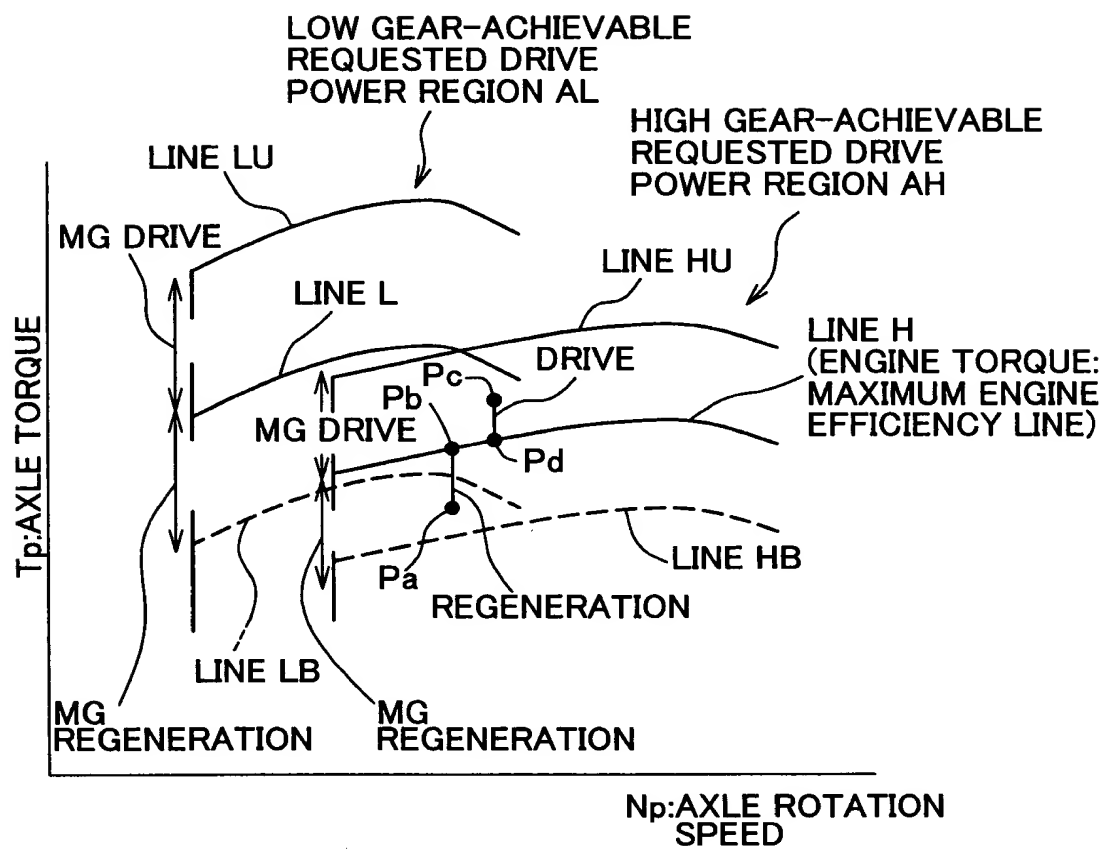 LOW GEAR-ACHIEVABLE
REQUESTED DRIVE
POWER REGION AL
HIGH GEAR-ACHIEVABLE
REQUESTED DRIVE
POWER REGION AH
LINE LU
MG DRIVE
LINE HU
LINE L
LINE H
(ENGINE TORQUE:
MAXIMUM ENGINE
EFFICIENCY LINE)
DRIVE
Pc
Pb
MG DRIVE
Pd
Tp:AXLE TORQUE
Pa
LINE HB
REGENERATION
LINE LB
MG
REGENERATION
MG
REGENERATION
Np:AXLE ROTATION
SPEED